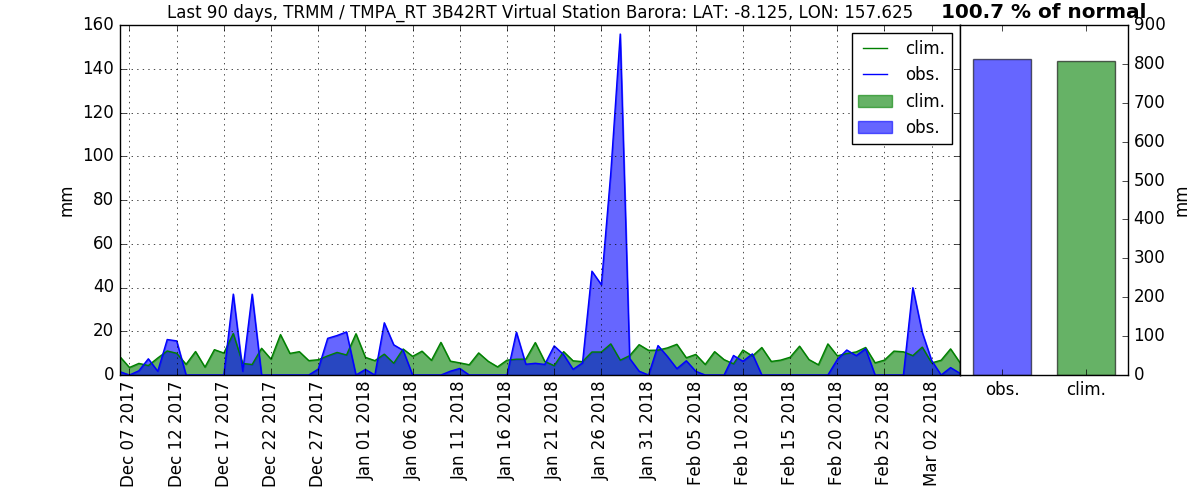 Last 90 days, TRMM / TMPA_RT 3B42RT Virtual Station Barora: LAT: -8.125, LON: 157.625
100.7 % of normal
160
140
120
100
80
60
40
20
0
mm
clim.
obs.
clim.
obs.
900
800
700
600
500
400
300
200
100
0
mm
obs.
clim.
Dec 07 2017
Dec 12 2017
Dec 17 2017
Dec 22 2017
Dec 27 2017
Jan 01 2018
Jan 06 2018
Jan 11 2018
Jan 16 2018
Jan 21 2018
Jan 26 2018
Jan 31 2018
Feb 05 2018
Feb 10 2018
Feb 15 2018
Feb 20 2018
Feb 25 2018
Mar 02 2018